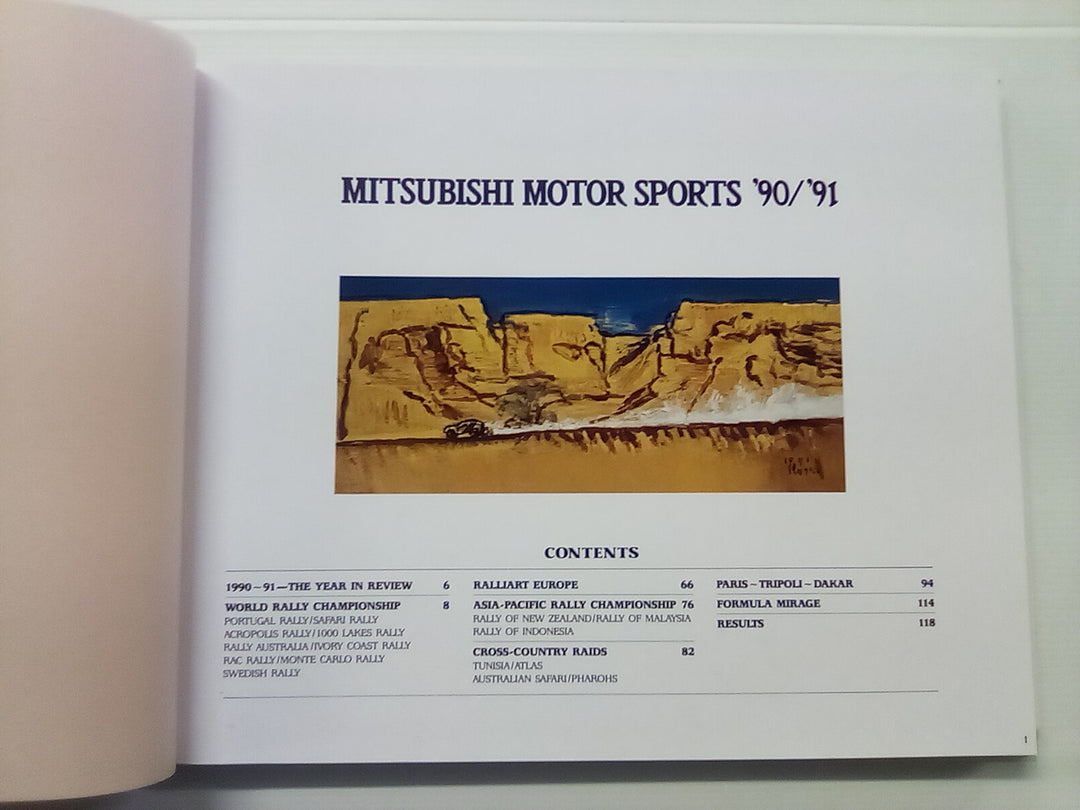 MITSUBISHI MOTOR SPORTS '90/'91
CONTENTS
1990~91—THE YEAR IN REVIEW 6
WORLD RALLY CHAMPIONSHIP 8
PORTUGAL RALLY/SAFARI RALLY
ACROPOLIS RALLY/1000 LAKES RALLY
RALLY AUSTRALIA/IVORY COAST RALLY
RAC RALLY/MONTE CARLO RALLY
SWEDISH RALLY
RALLIART EUROPE 66
ASIA-PACIFIC RALLY CHAMPIONSHIP 76
RALLY OF NEW ZEALAND/RALLY OF MALAYSIA
RALLY OF INDONESIA
CROSS-COUNTRY RAIDS 82
TUNISIA/ATLAS
AUSTRALIAN SAFARI/PHAROHS
PARIS~TRIPOLI~DAKAR 94
FORMULA MIRAGE 114
RESULTS 118
1